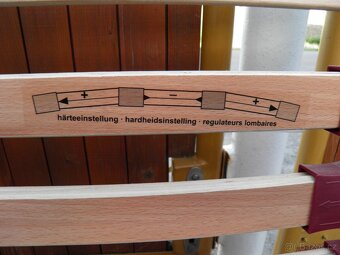 + − +
härteeinstellung · hardheidsinstelling · regulateurs lombaires